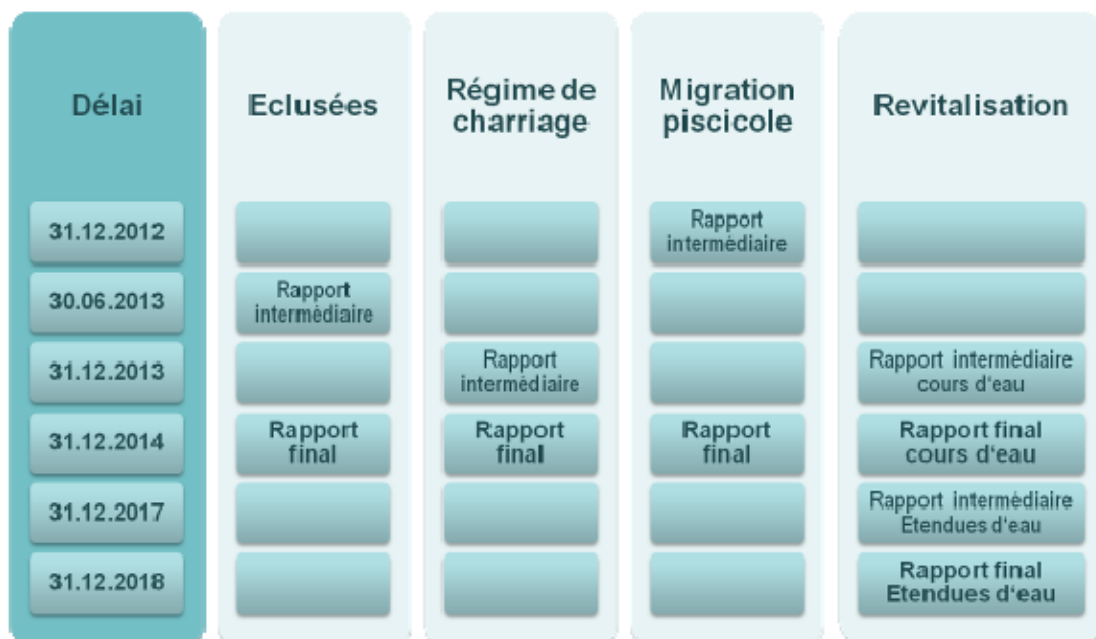 Délai
Eclusées
Régime de
charriage
Migration
piscicole
Revitalisation
31.12.2012
Rapport
intermédiaire
30.06.2013
Rapport
intermédiaire
31.12.2013
Rapport
intermédiaire
Rapport intermédiaire
cours d'eau
31.12.2014
Rapport
final
Rapport
final
Rapport
final
Rapport final
cours d'eau
31.12.2017
Rapport intermédiaire
Etendues d'eau
31.12.2018
Rapport final
Etendues d'eau